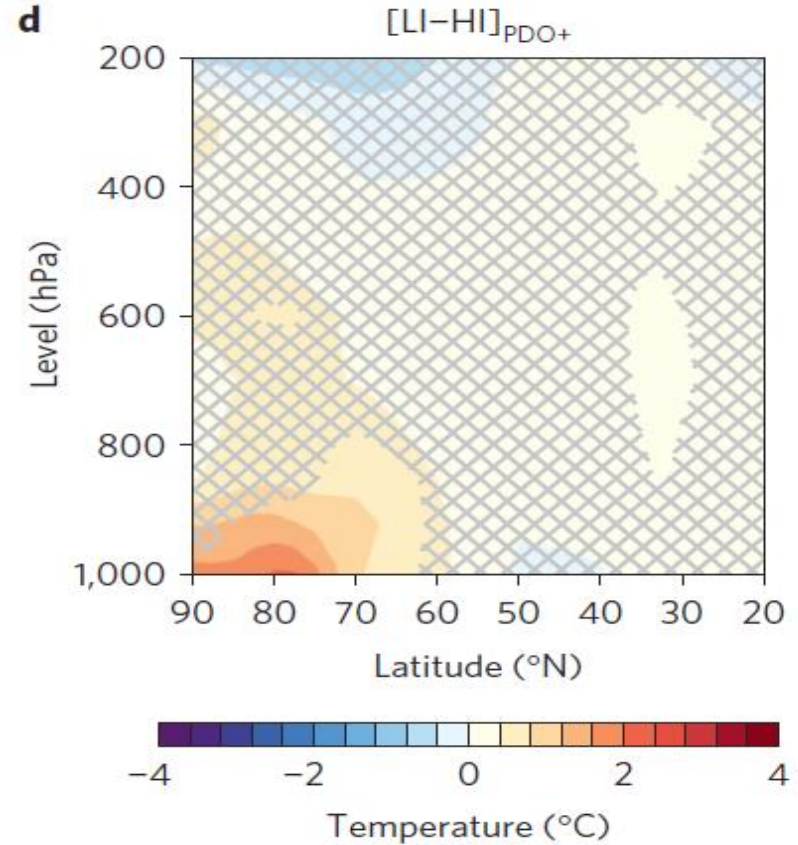 d
[LI−HI]PDO+
200
400
600
800
1,000
Level (hPa)
90 80 70 60 50 40 30 20
Latitude (°N)
−4 −2 0 2 4
Temperature (°C)